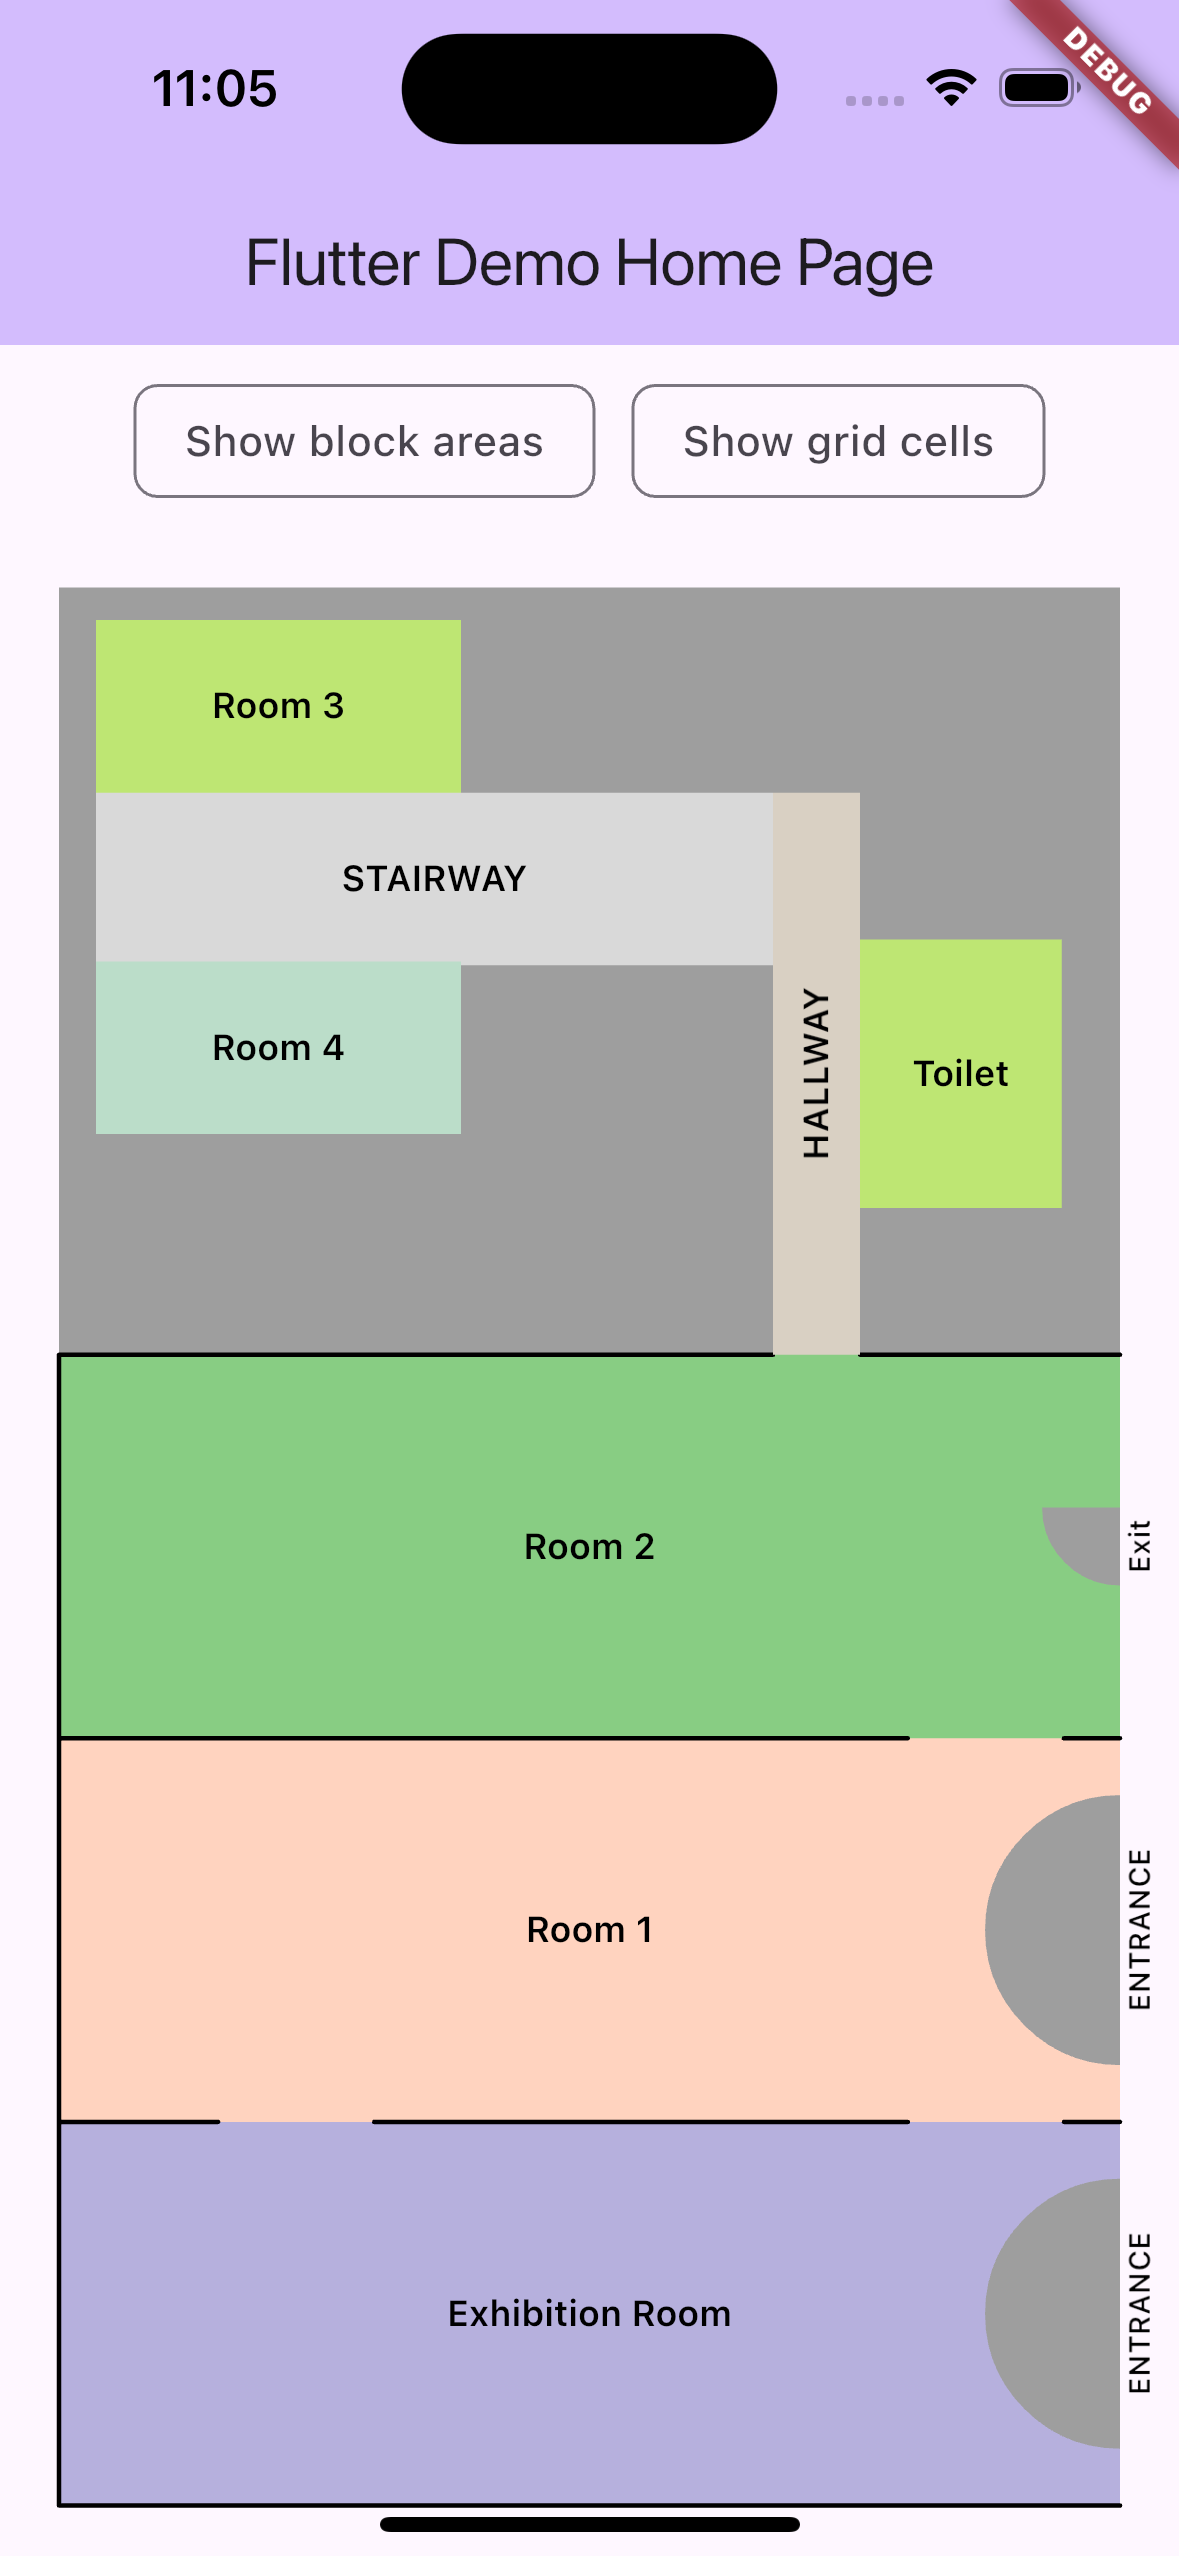 11:05
DEBUG
Flutter Demo Home Page
Show block areas
Show grid cells
Room 3
STAIRWAY
HALLWAY
Room 4
Toilet
Room 2
Exit
Room 1
ENTRANCE
Exhibition Room
ENTRANCE